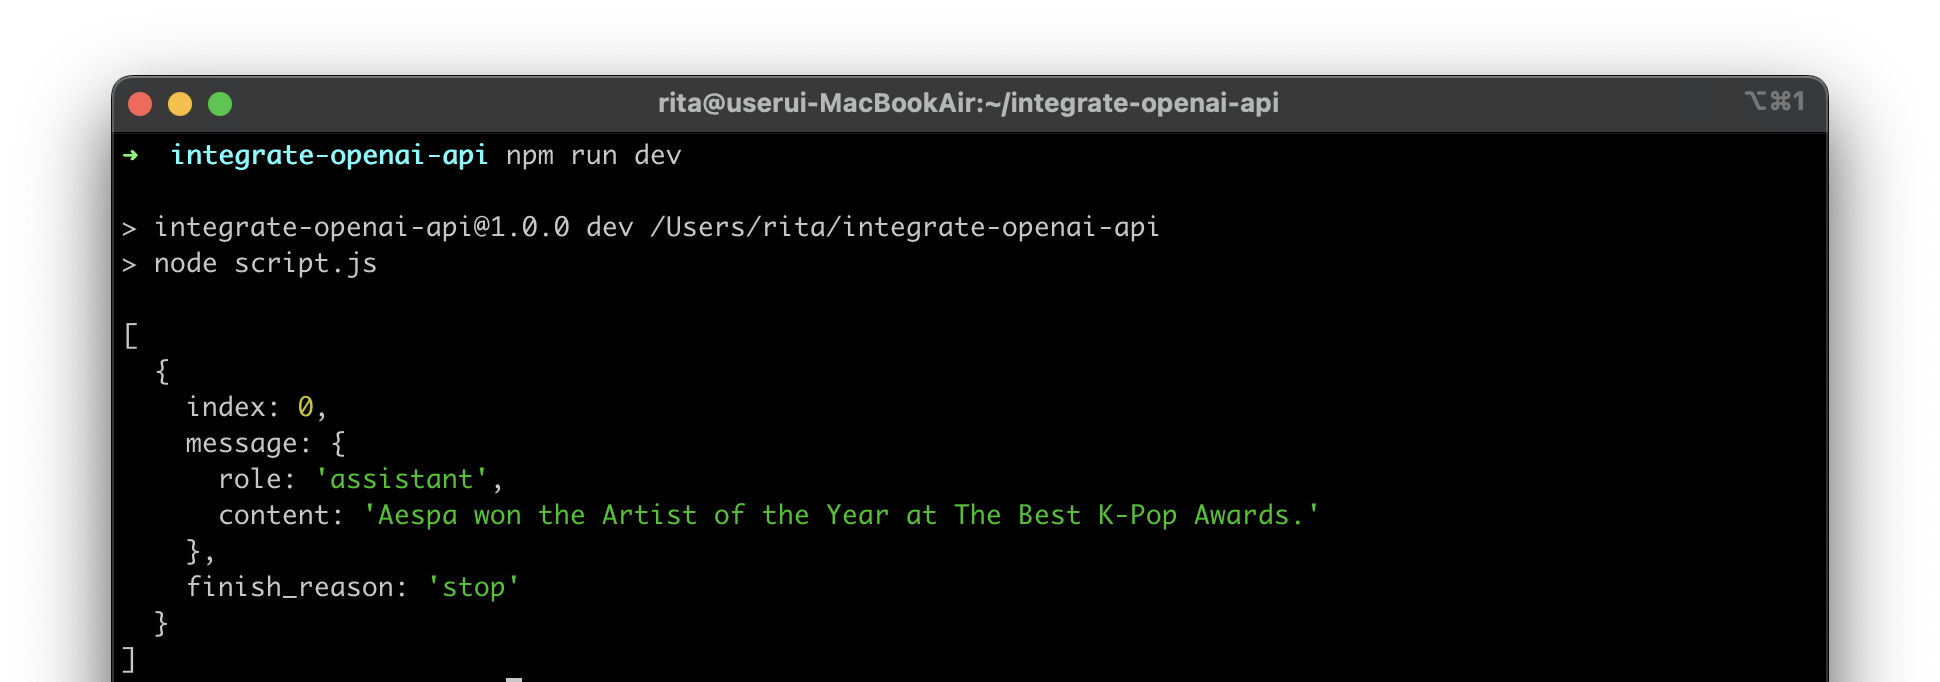 rita@userui-MacBookAir:~/integrate-openai-api ⌥⌘1
➜ integrate-openai-api npm run dev
> integrate-openai-api@1.0.0 dev /Users/rita/integrate-openai-api
> node script.js
[
  {
    index: 0,
    message: {
      role: 'assistant',
      content: 'Aespa won the Artist of the Year at The Best K-Pop Awards.'
    },
    finish_reason: 'stop'
  }
]